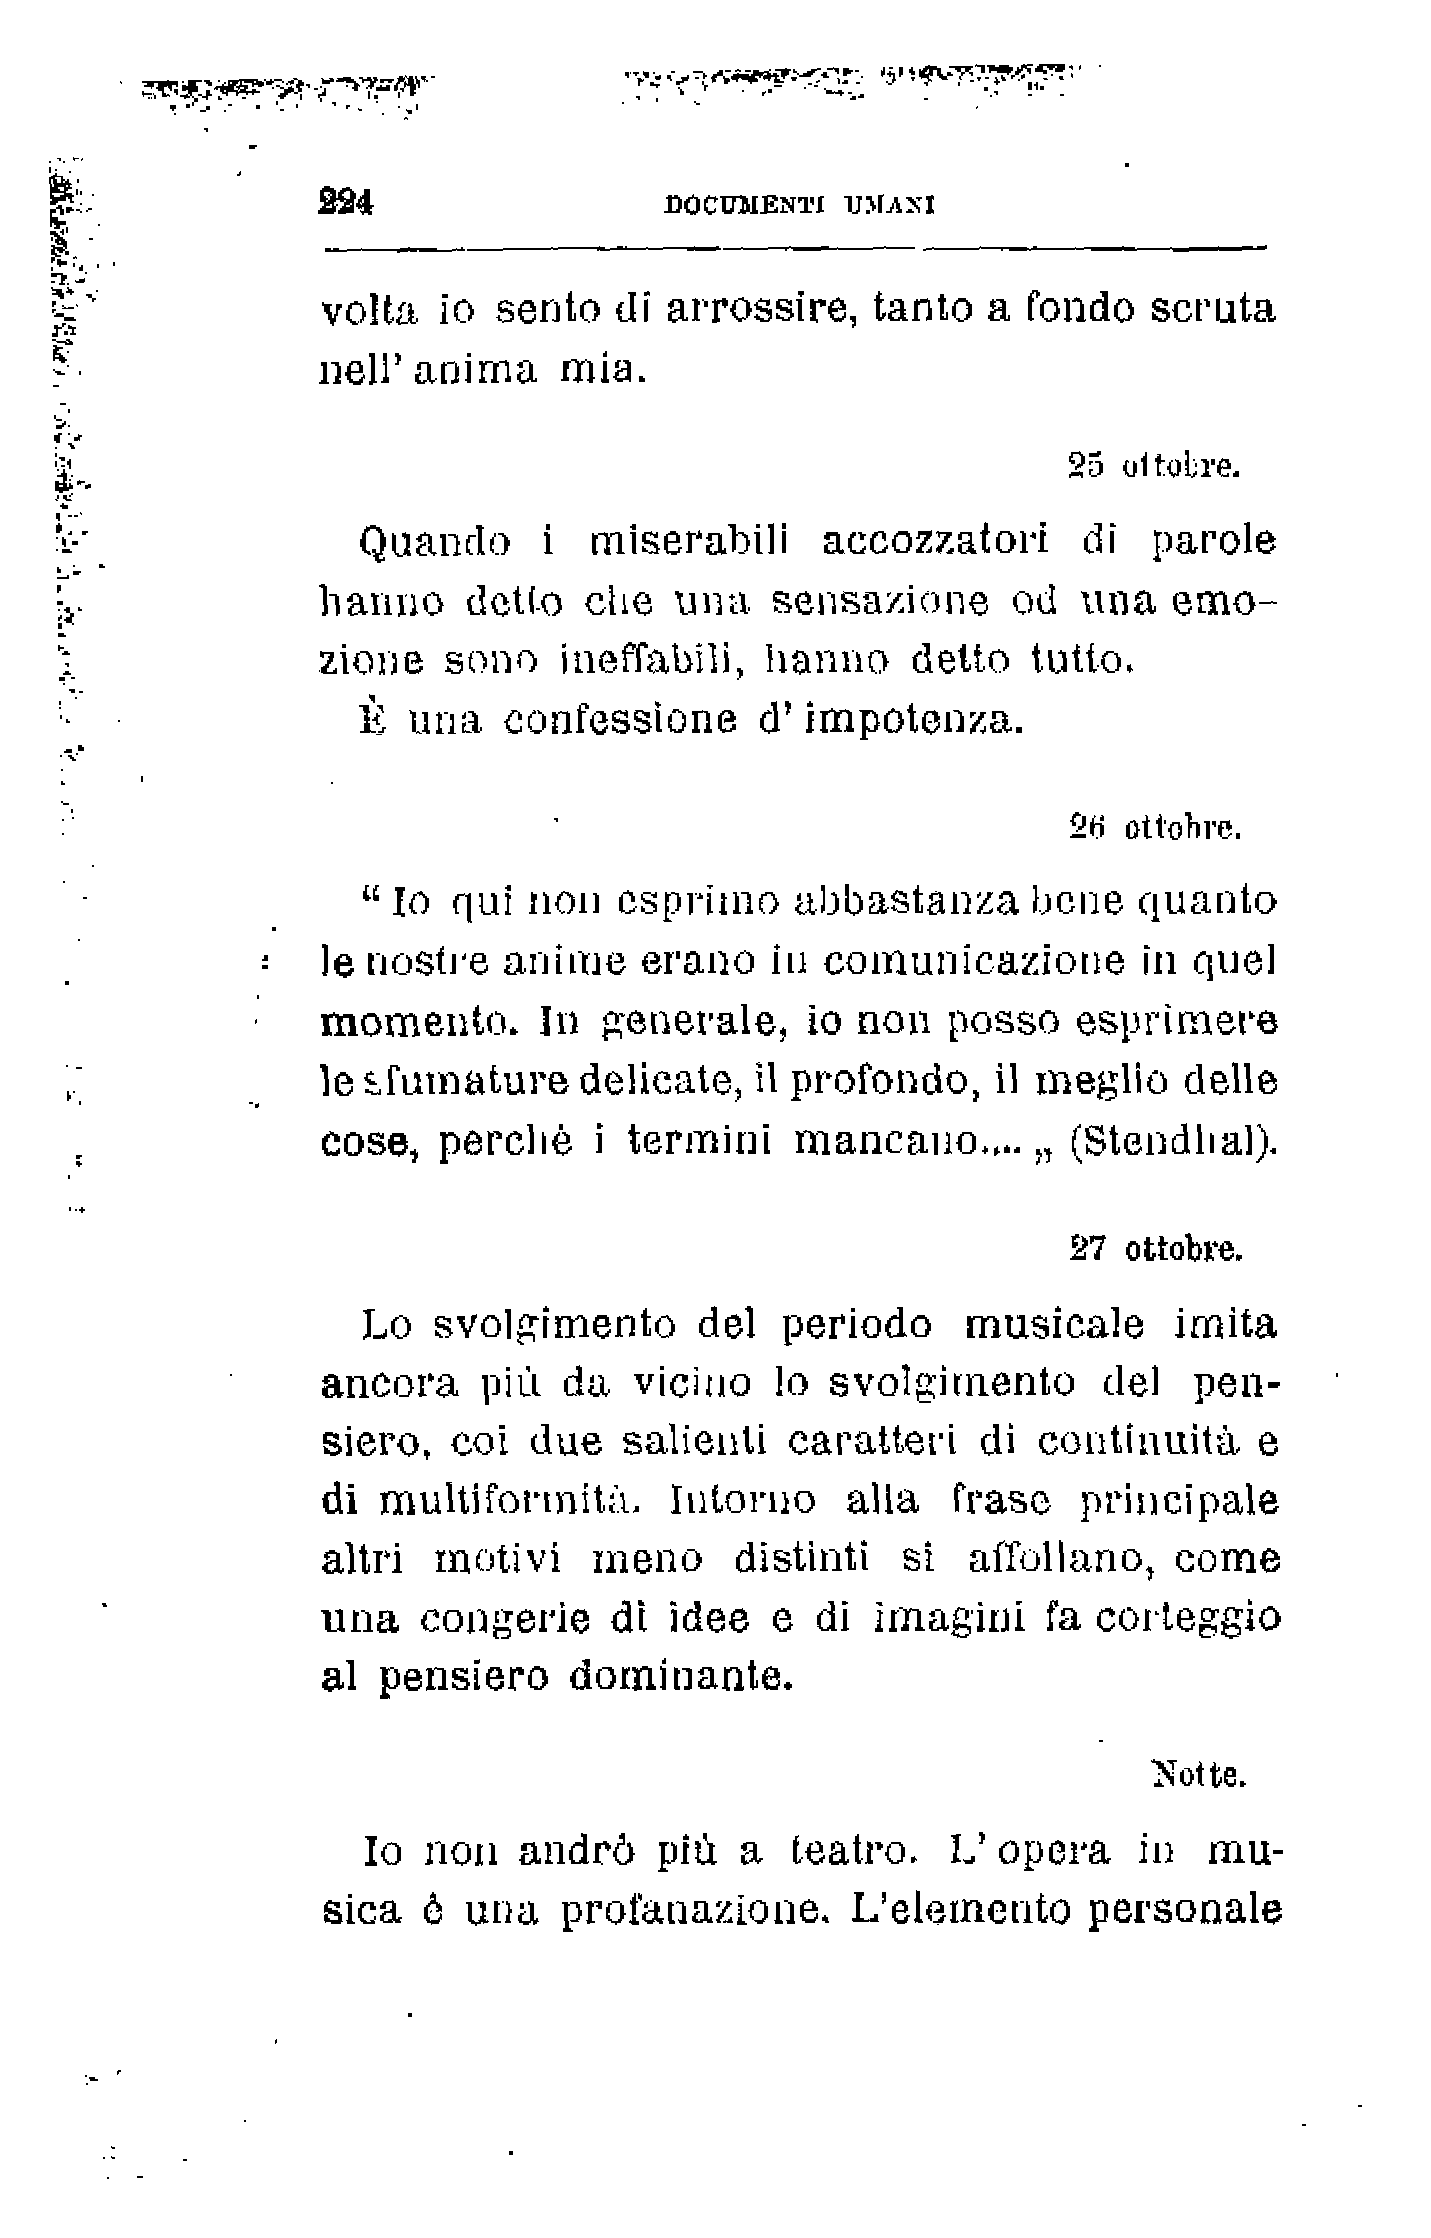 224 DOCUMENTI UMANI
volta io sento di arrossire, tanto a fondo scruta
nell' anima mia.
25 ottobre.
Quando i miserabili accozzatori di parole
hanno detto che una sensazione od una emo-
zione sono ineffabili, hanno detto tutto.
È una confessione d' impotenza.
26 ottobre.
“ Io qui non esprimo abbastanza bene quanto
le nostre anime erano in comunicazione in quel
momento. In generale, io non posso esprimere
le sfumature delicate, il profondo, il meglio delle
cose, perchè i termini mancano.... „ (Stendhal).
27 ottobre.
Lo svolgimento del periodo musicale imita
ancora più da vicino lo svolgimento del pen-
siero, coi due salienti caratteri di continuità e
di multiformità. Intorno alla frase principale
altri motivi meno distinti si affollano, come
una congerie di idee e di imagini fa corteggio
al pensiero dominante.
Notte.
Io non andrò più a teatro. L' opera in mu-
sica è una profanazione. L'elemento personale